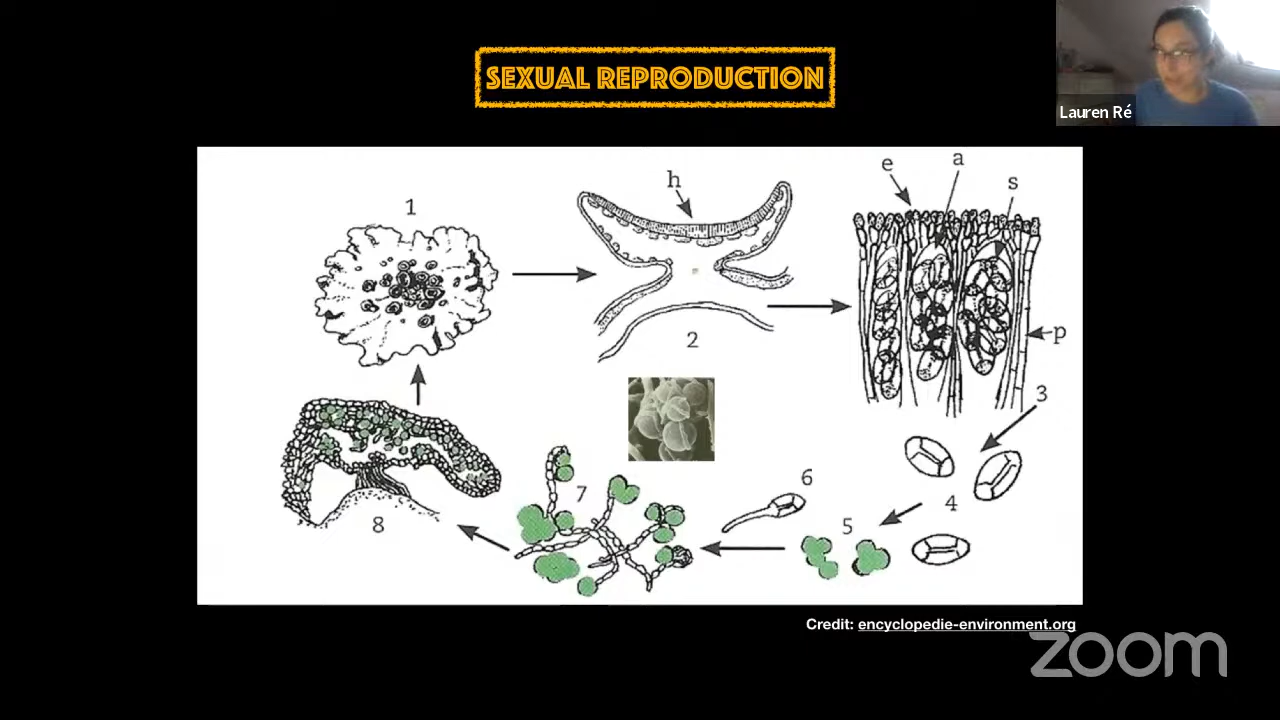 SEXUAL REPRODUCTION
Lauren Ré
1
h
2
e
a
s
p
3
4
5
6
7
8
Credit: encyclopedie-environment.org
zoom